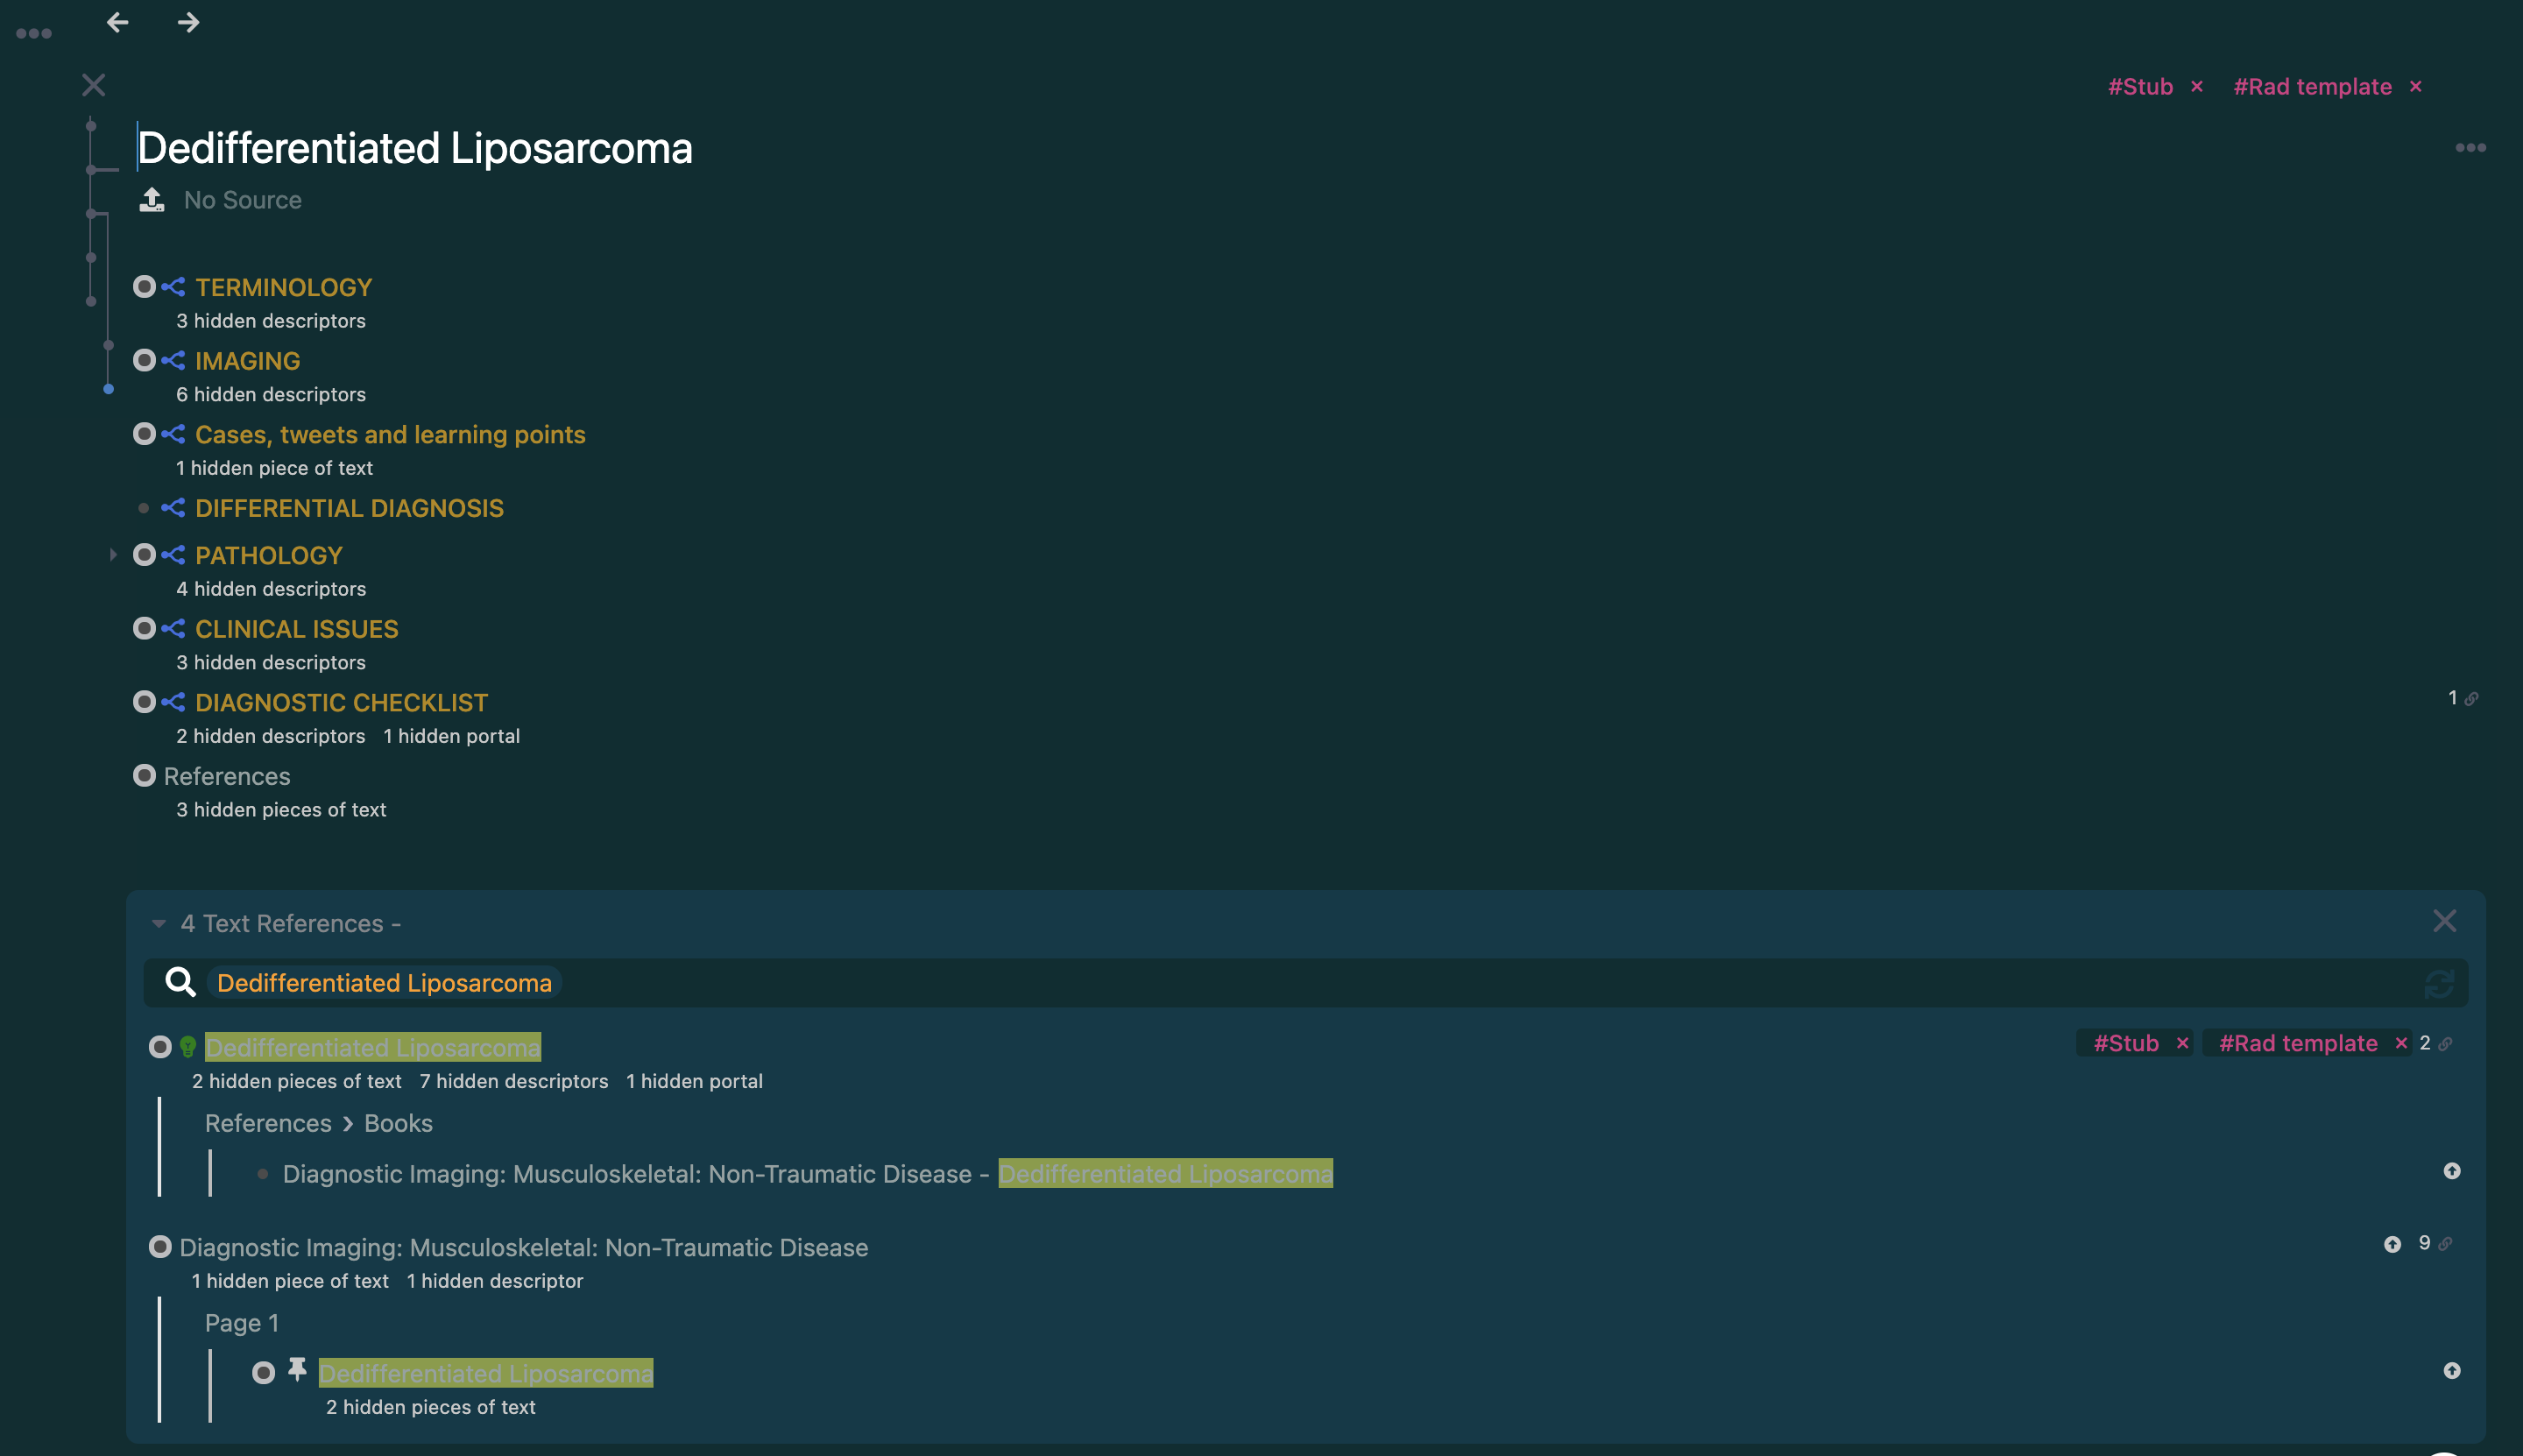 #Stub × #Rad template ×
Dedifferentiated Liposarcoma
No Source
TERMINOLOGY
3 hidden descriptors
IMAGING
6 hidden descriptors
Cases, tweets and learning points
1 hidden piece of text
DIFFERENTIAL DIAGNOSIS
PATHOLOGY
4 hidden descriptors
CLINICAL ISSUES
3 hidden descriptors
DIAGNOSTIC CHECKLIST 1
2 hidden descriptors 1 hidden portal
References
3 hidden pieces of text
4 Text References -
Dedifferentiated Liposarcoma
Dedifferentiated Liposarcoma #Stub × #Rad template × 2
2 hidden pieces of text 7 hidden descriptors 1 hidden portal
References > Books
Diagnostic Imaging: Musculoskeletal: Non-Traumatic Disease - Dedifferentiated Liposarcoma
Diagnostic Imaging: Musculoskeletal: Non-Traumatic Disease 9
1 hidden piece of text 1 hidden descriptor
Page 1
Dedifferentiated Liposarcoma
2 hidden pieces of text